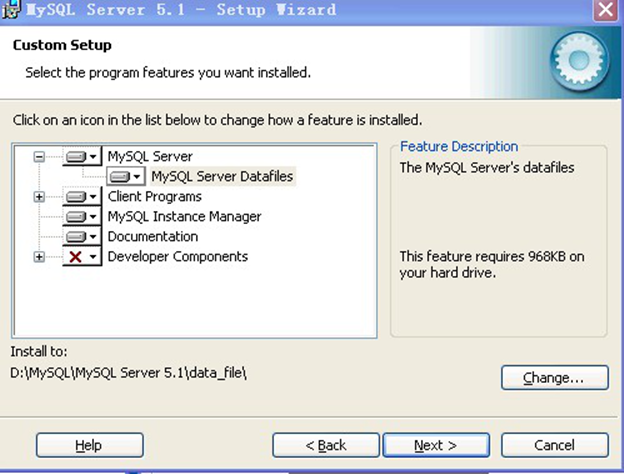 MySQL Server 5.1 - Setup Wizard
Custom Setup
Select the program features you want installed.
Click on an icon in the list below to change how a feature is installed.
MySQL Server
MySQL Server Datafiles
Client Programs
MySQL Instance Manager
Documentation
Developer Components
Feature Description
The MySQL Server's datafiles
This feature requires 968KB on
your hard drive.
Install to:
D:\MySQL\MySQL Server 5.1\data_file\
Change...
Help
< Back
Next >
Cancel